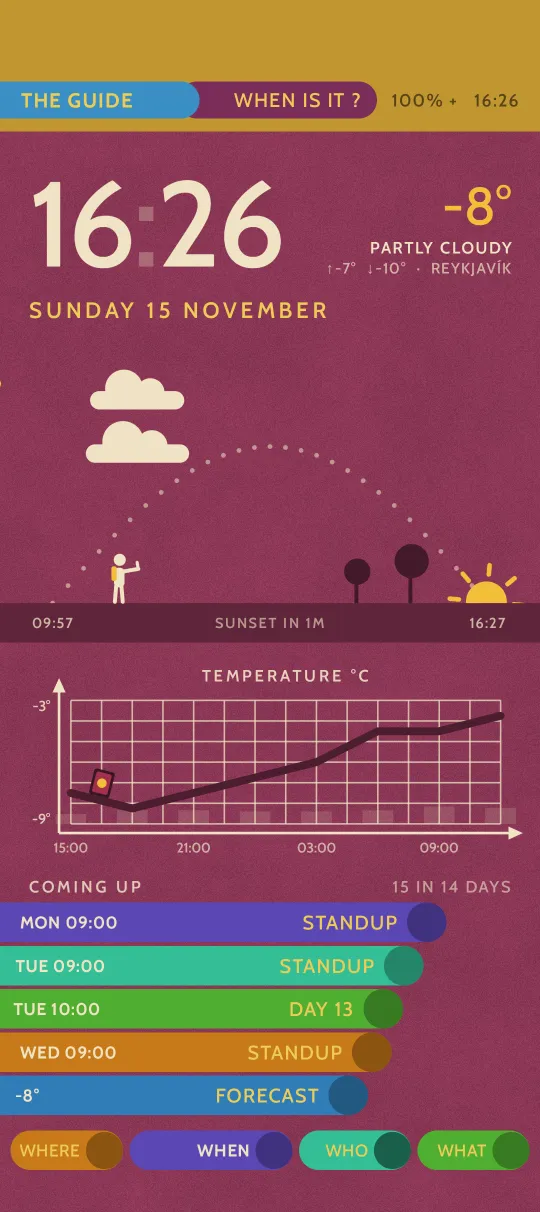 THE GUIDE WHEN IS IT ? 100% + 16:26
16:26
-8°
PARTLY CLOUDY
↑-7° ↓-10° · REYKJAVÍK
SUNDAY 15 NOVEMBER
09:57 SUNSET IN 1M 16:27
TEMPERATURE °C
-3°
-9°
15:00 21:00 03:00 09:00
COMING UP 15 IN 14 DAYS
MON 09:00 STANDUP
TUE 09:00 STANDUP
TUE 10:00 DAY 13
WED 09:00 STANDUP
-8° FORECAST
WHERE WHEN WHO WHAT